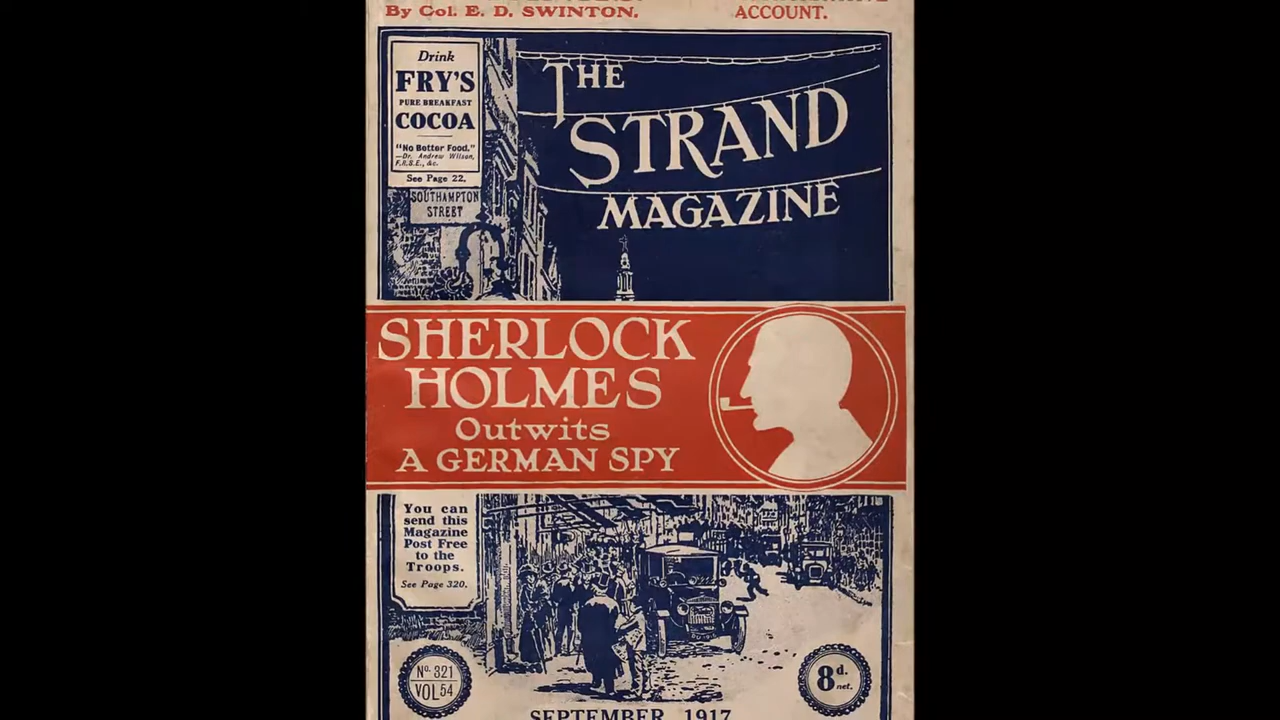 By Col. E. D. SWINTON.
ACCOUNT.
Drink
FRY'S
PURE BREAKFAST
COCOA
"No Better Food."
—Dr. Andrew Wilson,
F.R.S.E., &c.
See Page 22.
SOUTHAMPTON
STREET
THE
STRAND
MAGAZINE
SHERLOCK
HOLMES
Outwits
A GERMAN SPY
You can
send this
Magazine
Post Free
to the
Troops.
See Page 320.
No. 321
VOL 54
8d.
net.
SEPTEMBER, 1917